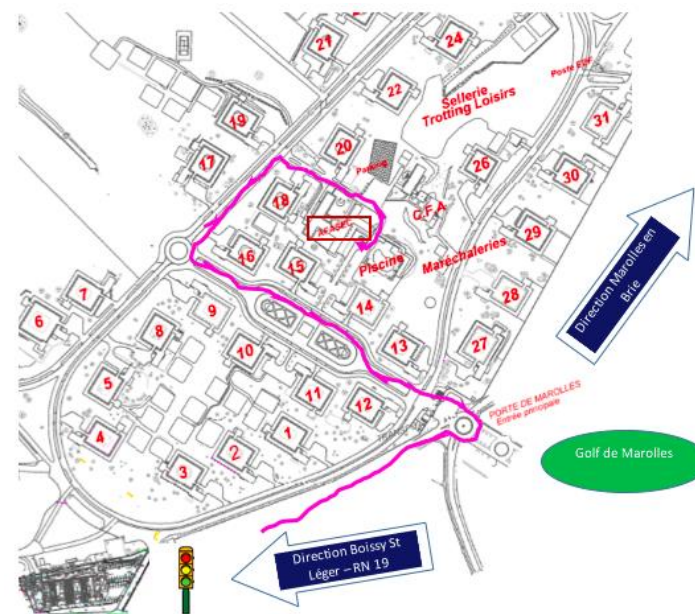 21
24
22
Poste EDF
Sellerie
Trotting Loisirs
19
31
20
17
26
30
Parking
18
C.F.A
AFASEC
29
Direction Marolles en
Brie
Piscine
Maréchaleries
16
15
7
28
6
9
14
8
13
27
10
5
PORTE DE MAROLLES
Entrée principale
11
12
4
1
2
3
Golf de Marolles
Direction Boissy St
Léger – RN 19